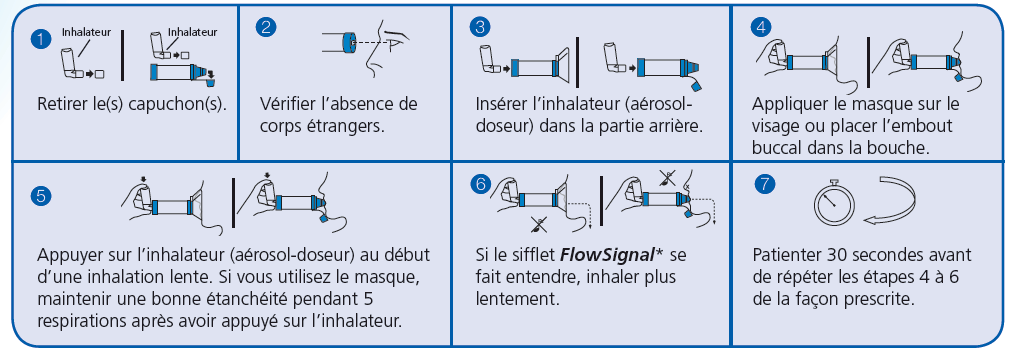 1
Inhalateur
Inhalateur
Retirer le(s) capuchon(s).
2
Vérifier l’absence de
corps étrangers.
3
Insérer l’inhalateur (aérosol-
doseur) dans la partie arrière.
4
Appliquer le masque sur le
visage ou placer l’embout
buccal dans la bouche.
5
Appuyer sur l’inhalateur (aérosol-doseur) au début
d’une inhalation lente. Si vous utilisez le masque,
maintenir une bonne étanchéité pendant 5
respirations après avoir appuyé sur l’inhalateur.
6
Si le sifflet FlowSignal* se
fait entendre, inhaler plus
lentement.
7
Patienter 30 secondes avant
de répéter les étapes 4 à 6
de la façon prescrite.